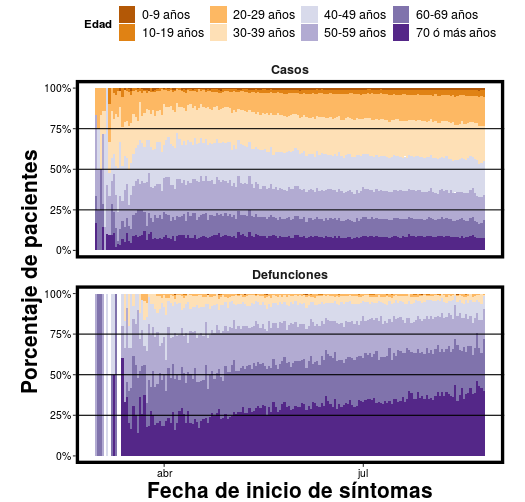 Edad
0-9 años 20-29 años 40-49 años 60-69 años
10-19 años 30-39 años 50-59 años 70 ó más años
Casos
100%
75%
50%
25%
0%
Defunciones
100%
75%
50%
25%
0%
abr jul
Porcentaje de pacientes
Fecha de inicio de síntomas